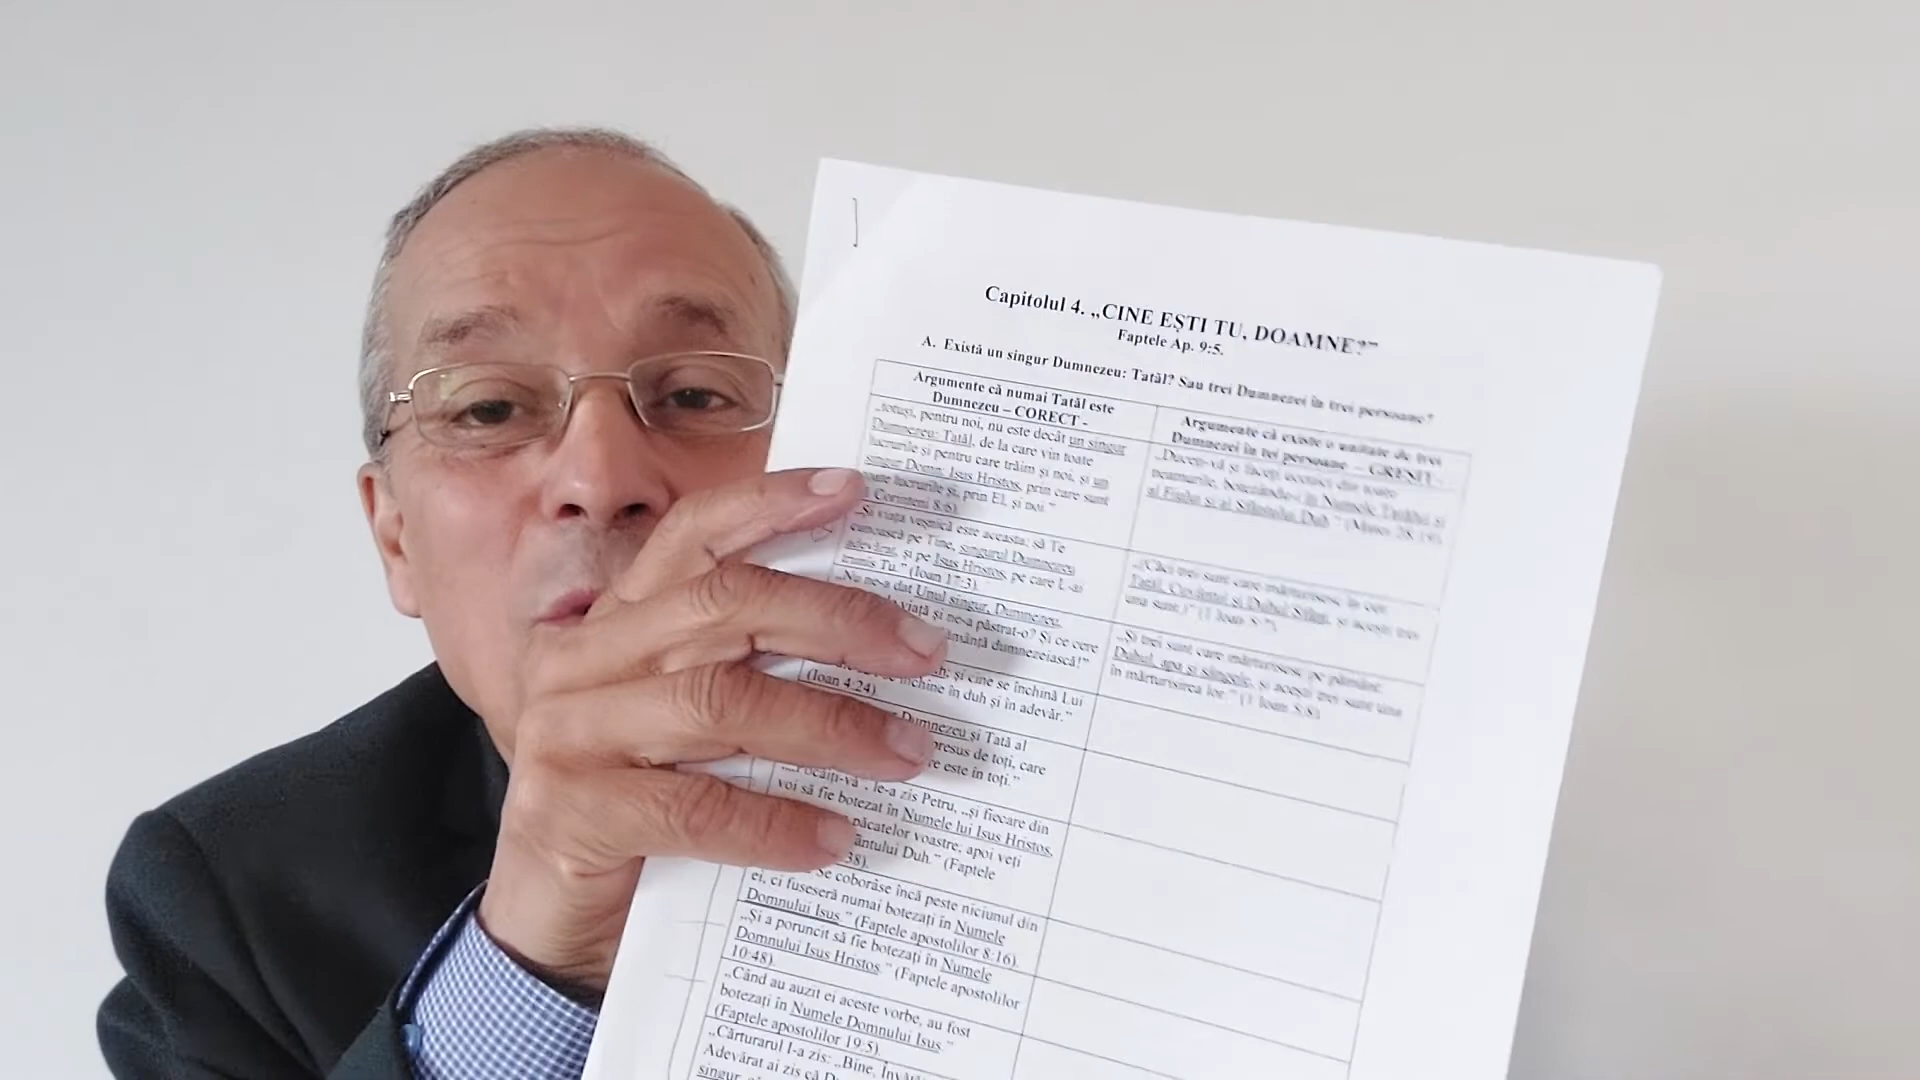 Capitolul 4. „CINE EȘTI TU, DOAMNE?”
Faptele Ap. 9:5.
A. Există un singur Dumnezeu: Tatăl? Sau trei Dumnezei în trei persoane?
Argumente că numai Tatăl este
Dumnezeu – CORECT -
„totuși, pentru noi, nu este decât un singur
Dumnezeu: Tatăl, de la care vin toate
lucrurile și pentru care trăim și noi, și un
singur Domn: Isus Hristos, prin care sunt
toate lucrurile și, prin El, și noi.”
Corinteni 8:6).
„Și viața veșnică este aceasta: să Te
cunoască pe Tine, singurul Dumnezeu
adevărat, și pe Isus Hristos, pe care L-ai
trimis Tu.” (Ioan 17:3).
„Nu ne-a dat Unul singur, Dumnezeu,
viață și ne-a păstrat-o? Și ce cere
dumnezeiască!”
și cine se închină Lui
închine în duh și în adevăr.”
(Ioan 4:24)
Dumnezeu și Tată al
presus de toți, care
este în toți.”
„Pocăiți-vă”, le-a zis Petru, „și fiecare din
voi să fie botezat în Numele lui Isus Hristos,
păcatelor voastre; apoi veți
Duh.” (Faptele
38).
se coborâse încă peste niciunul din
ei, ci fuseseră numai botezați în Numele
Domnului Isus.” (Faptele apostolilor 8:16).
„Și a poruncit să fie botezați în Numele
Domnului Isus Hristos.” (Faptele apostolilor
10:48).
„Când au auzit ei aceste vorbe, au fost
botezați în Numele Domnului Isus.”
(Faptele apostolilor 19:5).
„Cărturarul I-a zis: „Bine,
Adevărat ai zis că
singur
Argumente că există o unitate de trei
Dumnezei în tei persoane – GREȘIT -
„Duceți-vă și faceți ucenici din toate
neamurile, botezându-i în Numele Tatălui și
al Fiului și al Sfântului Duh.” (Matei 28:19).
„(Căci trei sunt care mărturisesc în cer:
Tatăl, Cuvântul și Duhul Sfânt, și acești trei
una sunt.)” (1 Ioan 5:7).
„Și trei sunt care mărturisesc pe pământ:
Duhul, apa și sângele, și acești trei sunt una
în mărturisirea lor.” (1 Ioan 5:8)